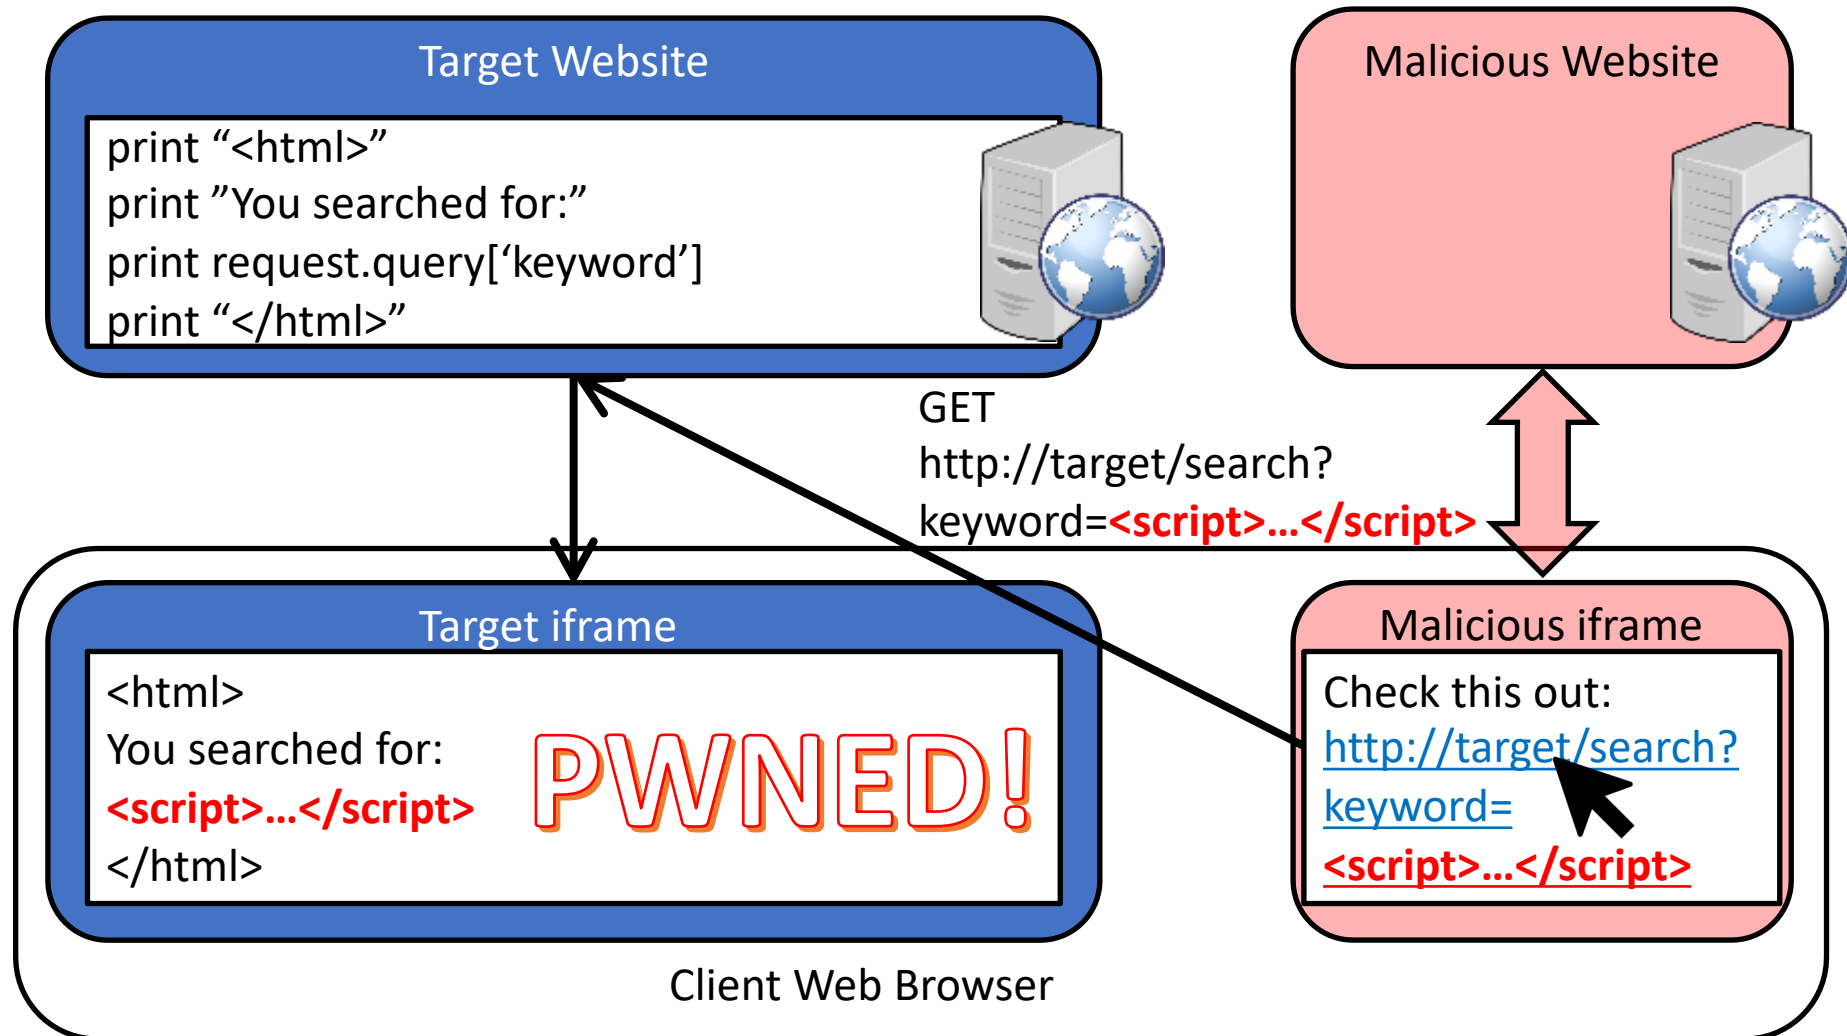 Target Website
print “<html>”
print ”You searched for:”
print request.query[‘keyword’]
print “</html>”
Malicious Website
GET
http://target/search?
keyword=<script>...</script>
Target iframe
<html>
You searched for:
<script>...</script>
</html>
PWNED!
Malicious iframe
Check this out:
http://target/search?
keyword=
<script>...</script>
Client Web Browser